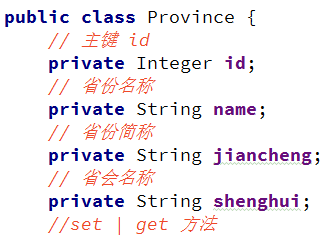 public class Province {
// 主键 id
private Integer id;
// 省份名称
private String name;
// 省份简称
private String jiancheng;
// 省会名称
private String shenghui;
//set | get 方法